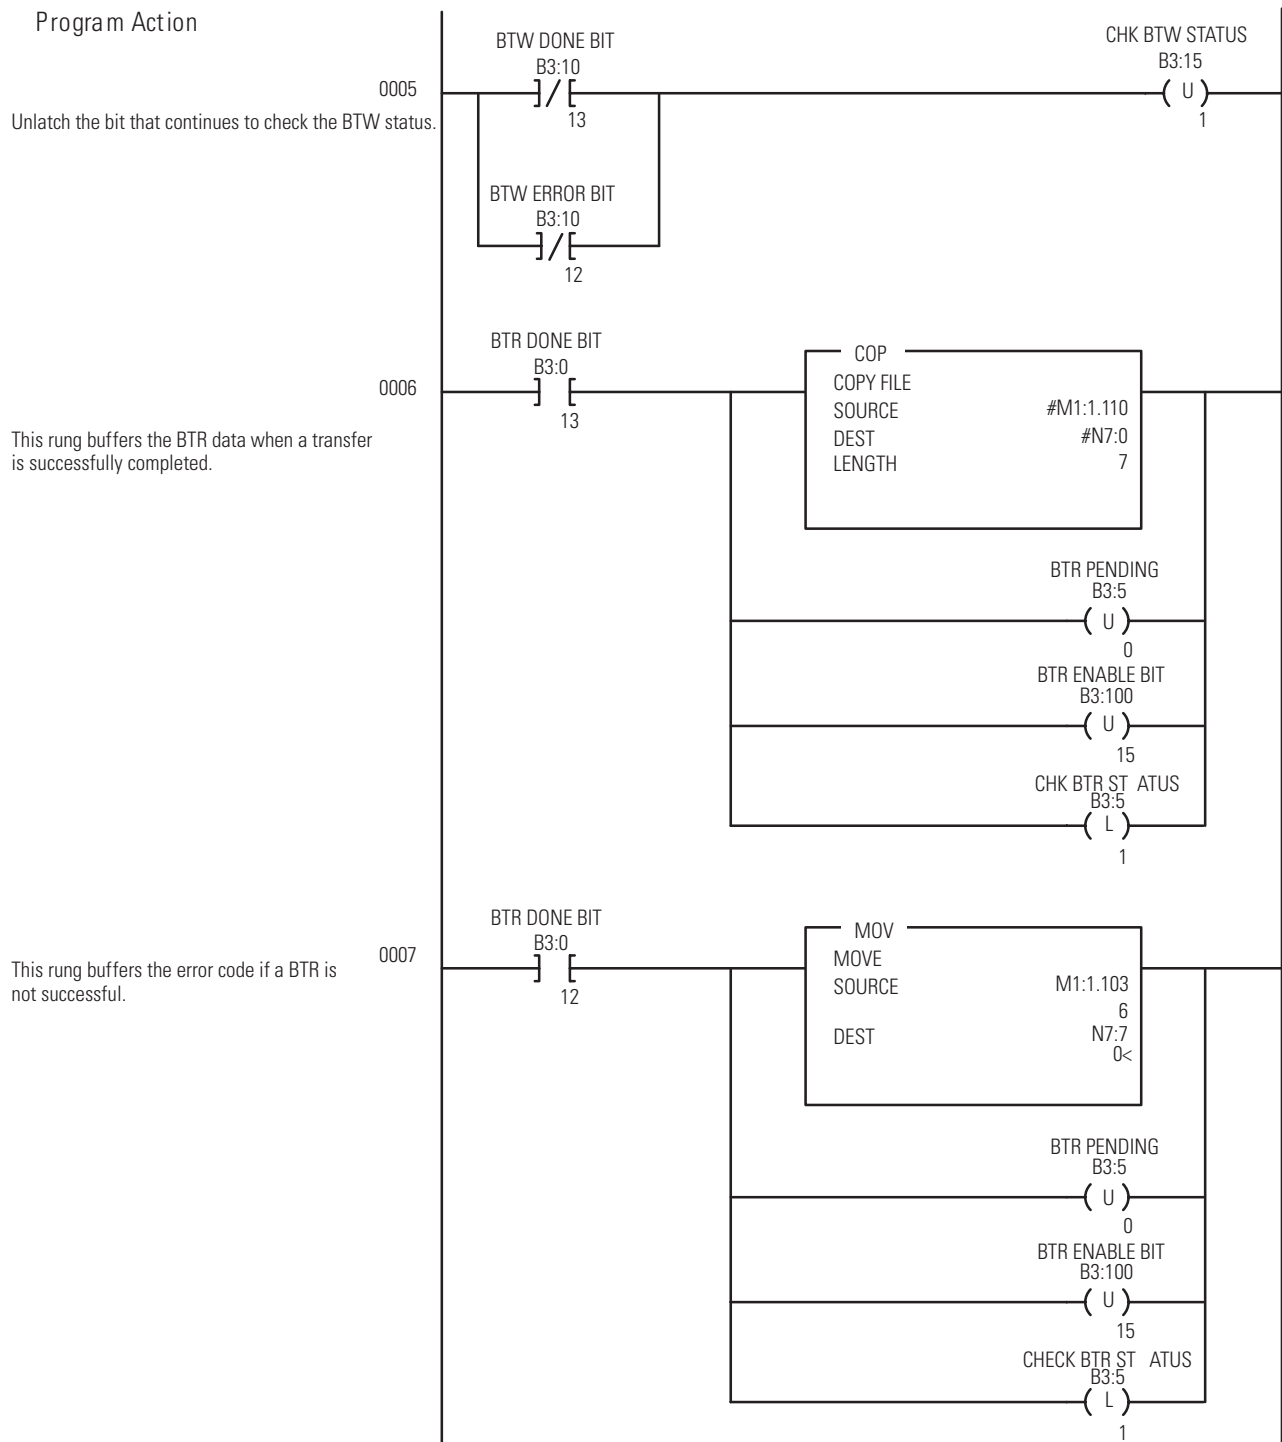 Program Action
BTW DONE BIT
B3:10
13
CHK BTW STATUS
B3:15
U
1
0005
Unlatch the bit that continues to check the BTW status.
BTW ERROR BIT
B3:10
12
BTR DONE BIT
B3:0
13
0006
This rung buffers the BTR data when a transfer
is successfully completed.
COP
COPY FILE
SOURCE #M1:1.110
DEST #N7:0
LENGTH 7
BTR PENDING
B3:5
U
0
BTR ENABLE BIT
B3:100
U
15
CHK BTR ST ATUS
B3:5
L
1
BTR DONE BIT
B3:0
12
0007
This rung buffers the error code if a BTR is
not successful.
MOV
MOVE
SOURCE M1:1.103
6
DEST N7:7
0<
BTR PENDING
B3:5
U
0
BTR ENABLE BIT
B3:100
U
15
CHECK BTR ST ATUS
B3:5
L
1